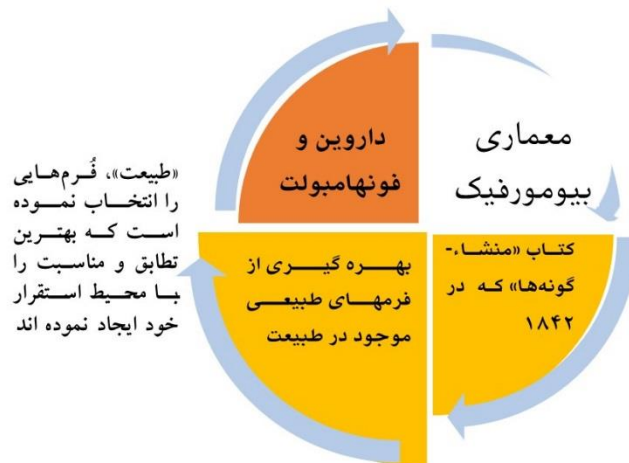 معماری
بیومورفیک
داروین و
فونهامبولت
کتاب «منشاء-
گونه‌ها» که در
۱۸۴۲
بهره گیری از
فرمهای طبیعی
موجود در طبیعت
«طبیعت»، فُرم‌هایی
را انتخاب نموده
است که بهترین
تطابق و مناسبت را
با محیط استقرار
خود ایجاد نموده اند